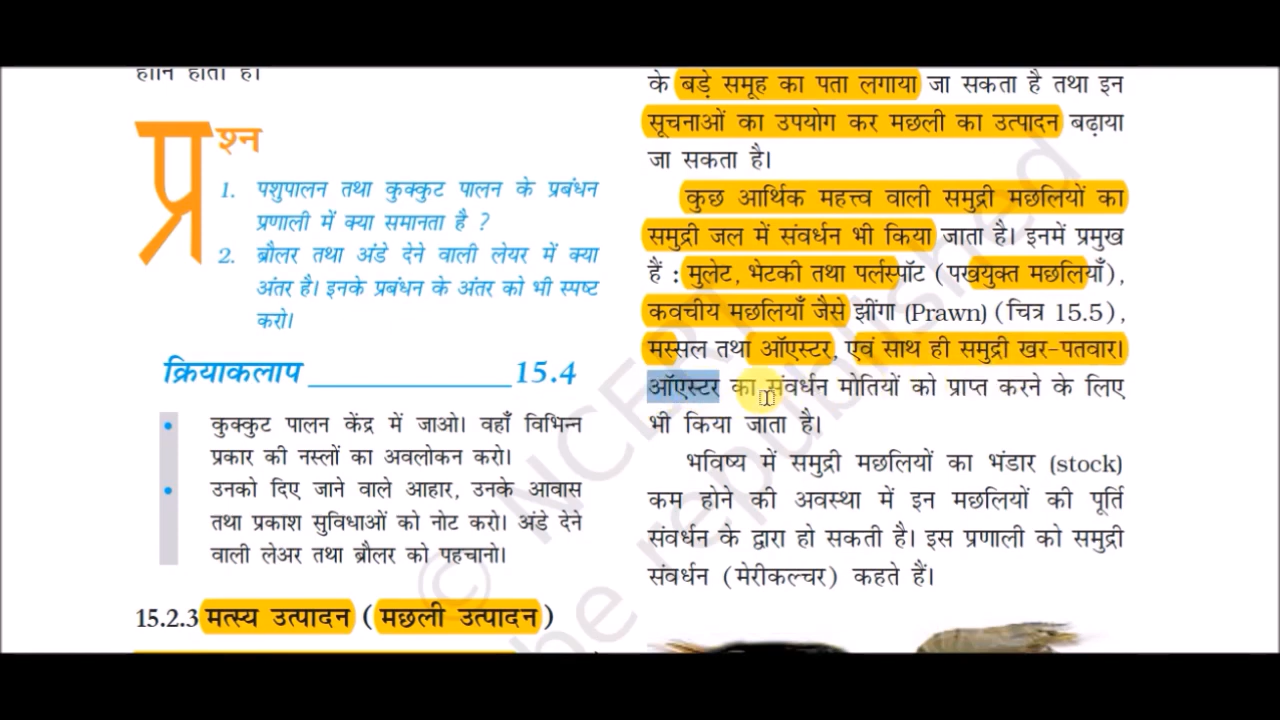 हानि होती है।
प्रश्न
1. पशुपालन तथा कुक्कुट पालन के प्रबंधन
प्रणाली में क्या समानता है ?
2. ब्रौलर तथा अंडे देने वाली लेयर में क्या
अंतर है। इनके प्रबंधन के अंतर को भी स्पष्ट
करो।
क्रियाकलाप ______________ 15.4
• कुक्कुट पालन केंद्र में जाओ। वहाँ विभिन्न
प्रकार की नस्लों का अवलोकन करो।
• उनको दिए जाने वाले आहार, उनके आवास
तथा प्रकाश सुविधाओं को नोट करो। अंडे देने
वाली लेअर तथा ब्रौलर को पहचानो।
15.2.3 मत्स्य उत्पादन (मछली उत्पादन)
के बड़े समूह का पता लगाया जा सकता है तथा इन
सूचनाओं का उपयोग कर मछली का उत्पादन बढ़ाया
जा सकता है।
कुछ आर्थिक महत्त्व वाली समुद्री मछलियों का
समुद्री जल में संवर्धन भी किया जाता है। इनमें प्रमुख
हैं : मुलेट, भेटकी तथा पर्लस्पॉट (पखयुक्त मछलियाँ),
कवचीय मछलियाँ जैसे झींगा (Prawn) (चित्र 15.5),
मस्सल तथा ऑएस्टर, एवं साथ ही समुद्री खर-पतवार।
ऑएस्टर का संवर्धन मोतियों को प्राप्त करने के लिए
भी किया जाता है।
भविष्य में समुद्री मछलियों का भंडार (stock)
कम होने की अवस्था में इन मछलियों की पूर्ति
संवर्धन के द्वारा हो सकती है। इस प्रणाली को समुद्री
संवर्धन (मेरीकल्चर) कहते हैं।
© NCERT
be republished